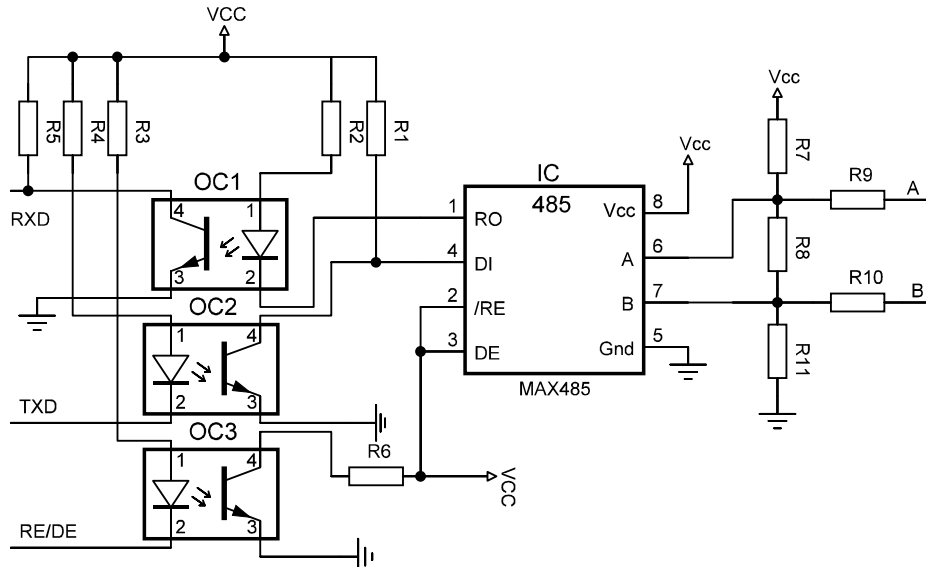 VCC
Vcc
R5
R4
R3
R2
R1
R7
Vcc
OC1
IC
R9
A
4
1
485
Vcc
8
RXD
1
RO
R8
3
2
4
DI
A
6
R10
OC2
2
/RE
B
7
B
1
4
3
DE
Gnd
5
R11
TXD
2
3
MAX485
OC3
R6
1
4
VCC
RE/DE
2
3